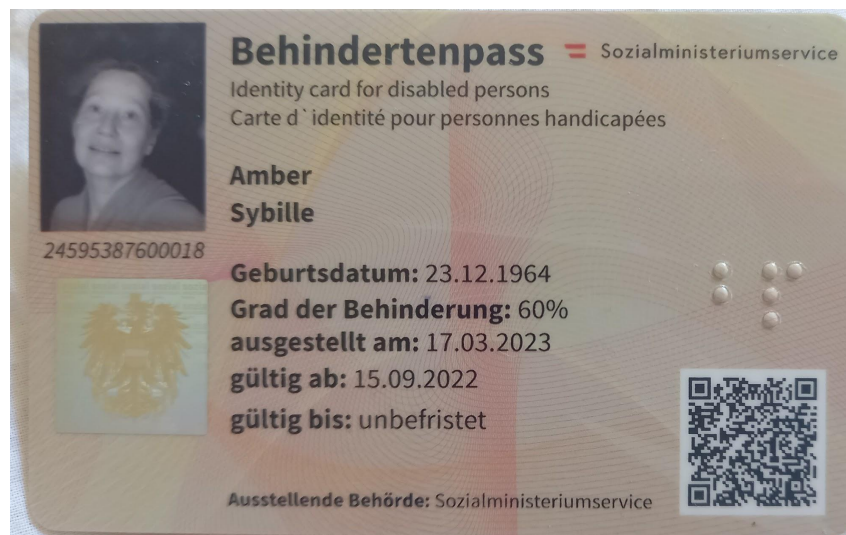 Behindertenpass
Sozialministeriumservice
Identity card for disabled persons
Carte d`identité pour personnes handicapées
Amber
Sybille
24595387600018
Geburtsdatum: 23.12.1964
Grad der Behinderung: 60%
ausgestellt am: 17.03.2023
gültig ab: 15.09.2022
gültig bis: unbefristet
Ausstellende Behörde: Sozialministeriumservice